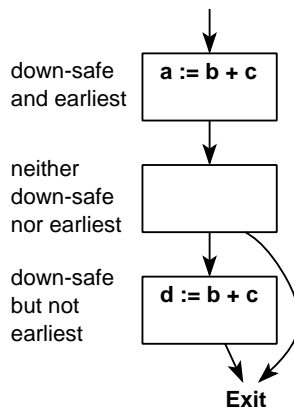 down-safe
and earliest
a := b + c
neither
down-safe
nor earliest
down-safe
but not
earliest
d := b + c
Exit